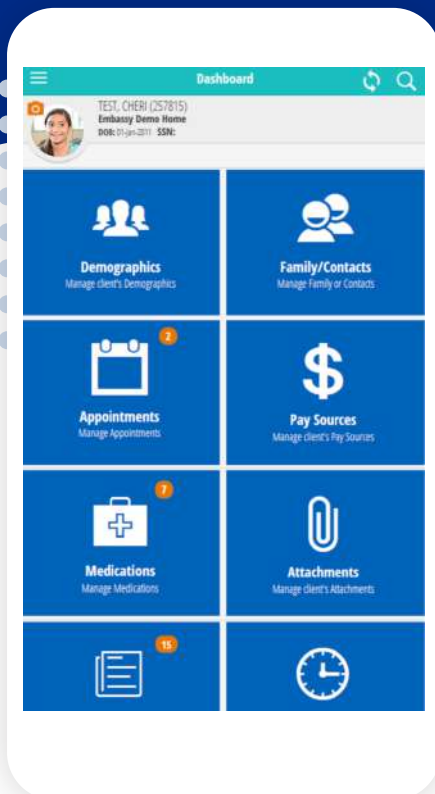 Dashboard
TEST, CHERI (257815)
Embassy Demo Home
DOB: 01-Jan-2011 SSN:
Demographics
Manage client's Demographics
Family/Contacts
Manage Family or Contacts
2
Appointments
Manage Appointments
Pay Sources
Manage client's Pay Sources
7
Medications
Manage Medications
Attachments
Manage client's Attachments
15